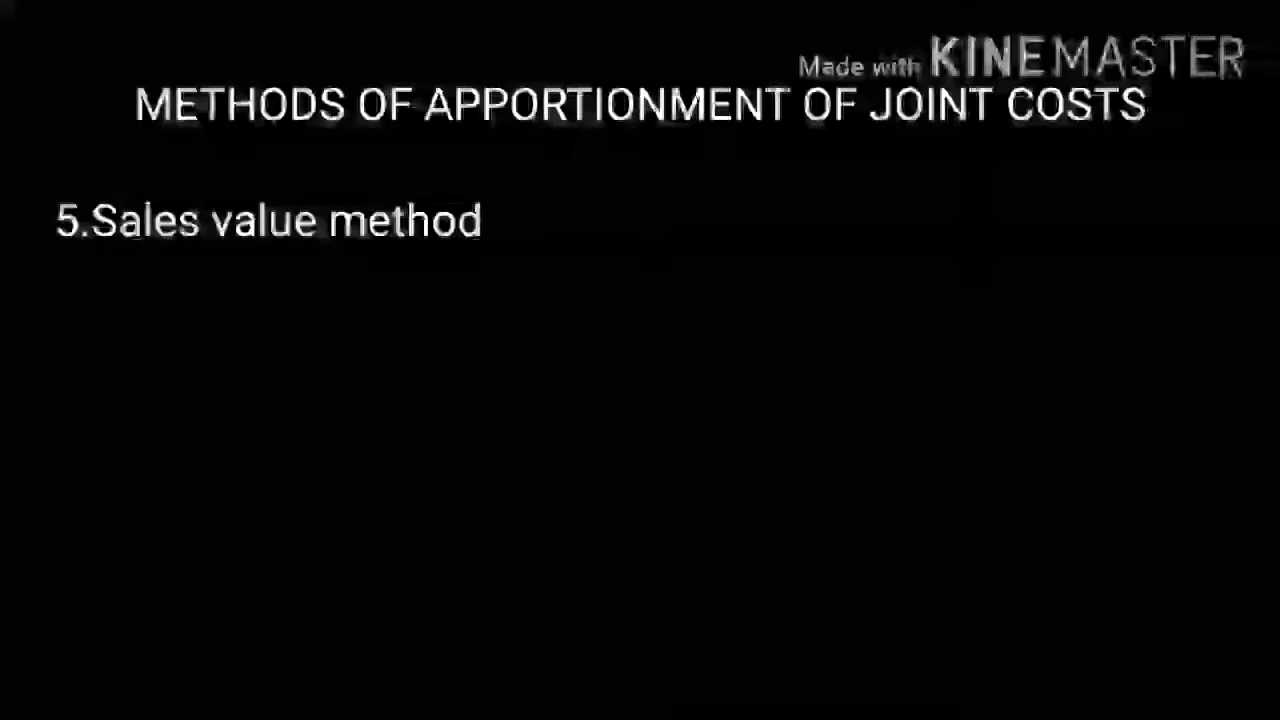 Made with KINEMASTER
METHODS OF APPORTIONMENT OF JOINT COSTS
5.Sales value method